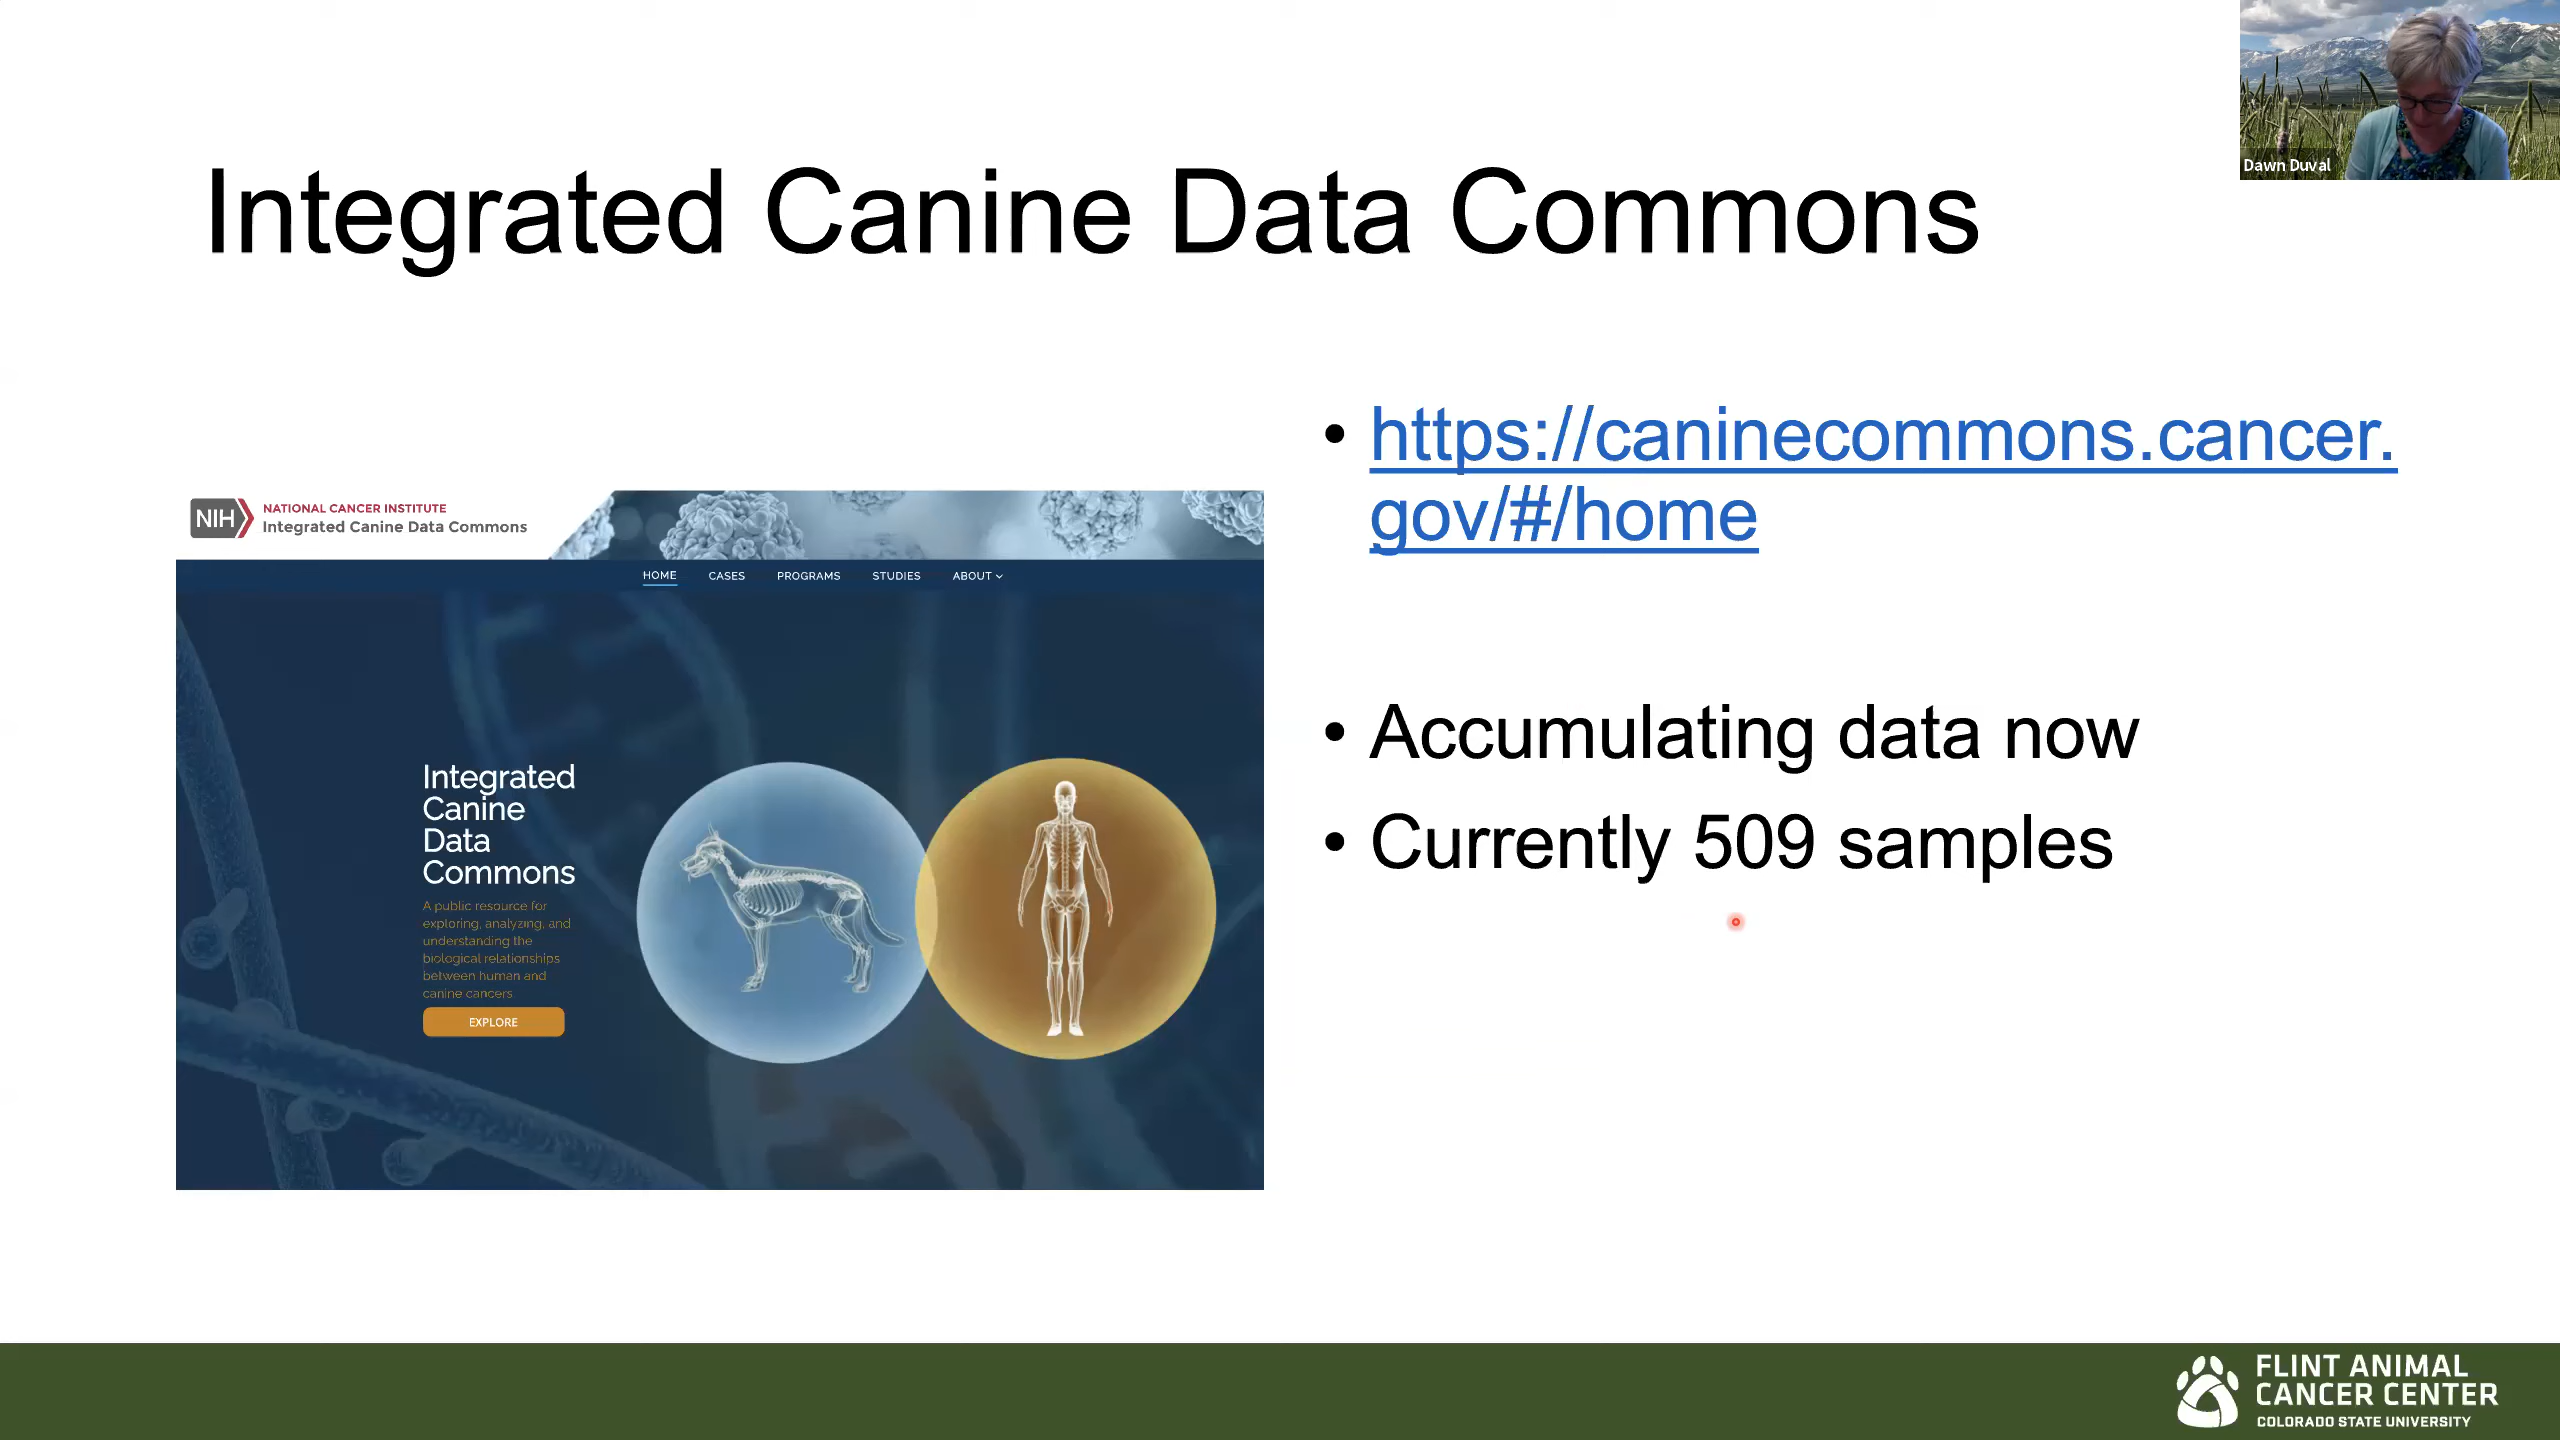 Dawn Duval
Integrated Canine Data Commons
NIH
NATIONAL CANCER INSTITUTE
Integrated Canine Data Commons
HOME CASES PROGRAMS STUDIES ABOUT
Integrated
Canine
Data
Commons
A public resource for
exploring, analyzing, and
understanding the
biological relationships
between human and
canine cancers
EXPLORE
• https://caninecommons.cancer.
gov/#/home
• Accumulating data now
• Currently 509 samples
FLINT ANIMAL
CANCER CENTER
COLORADO STATE UNIVERSITY